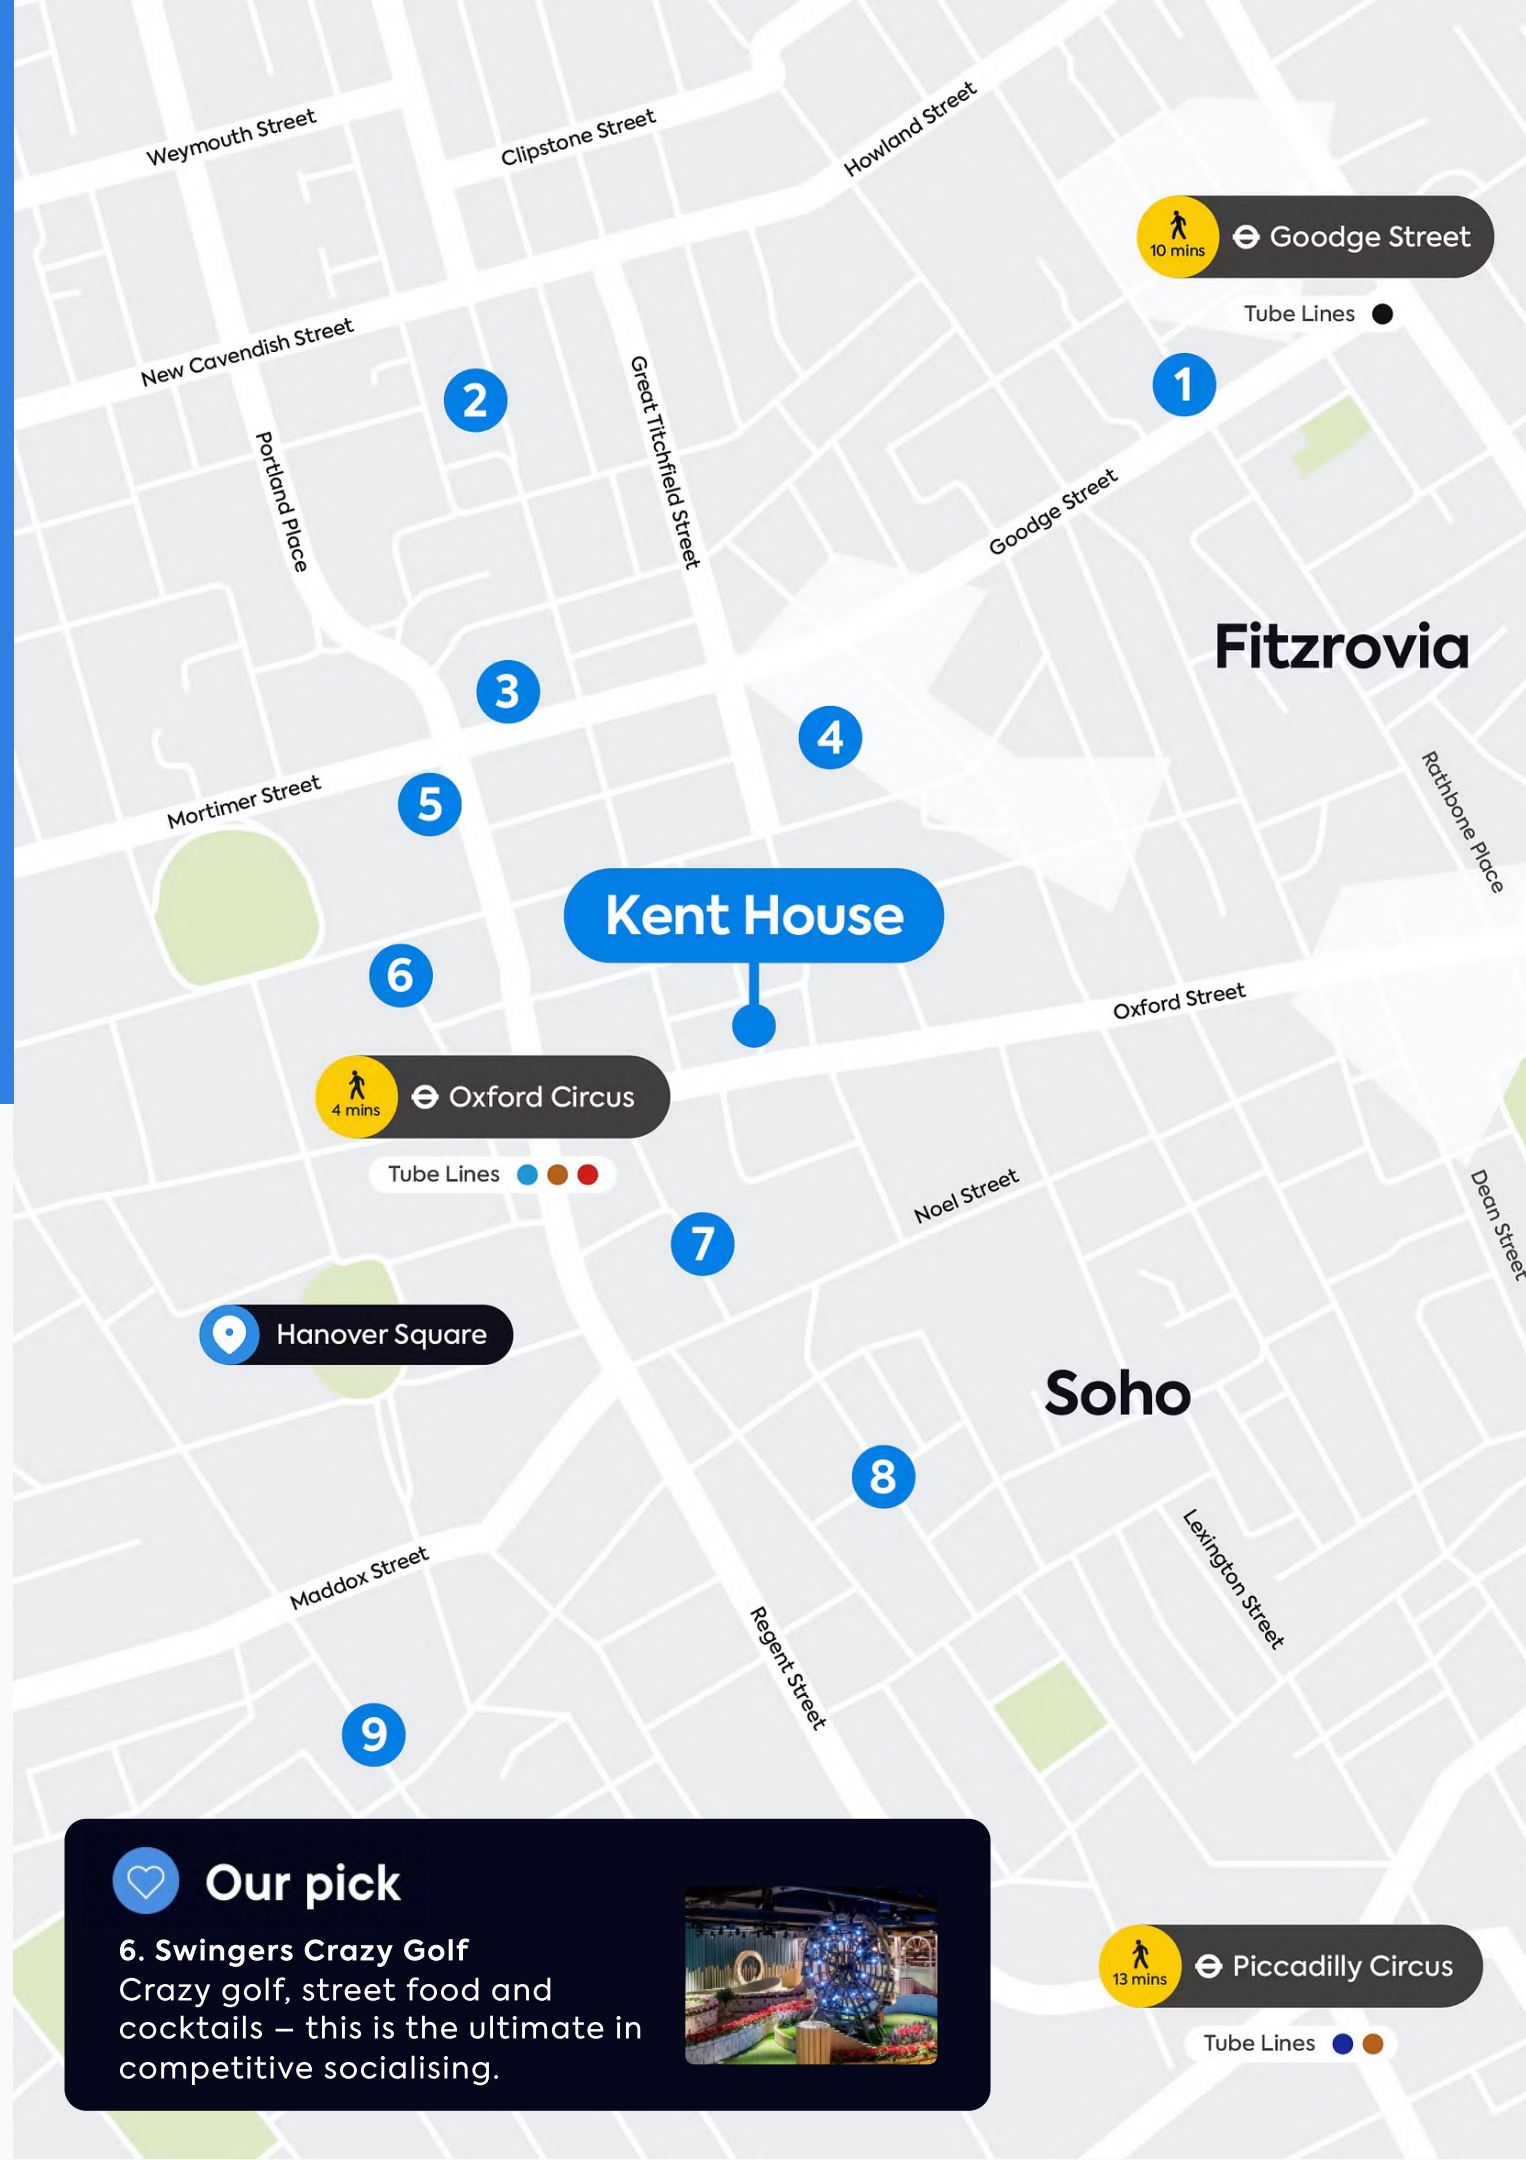 Weymouth Street
Clipstone Street
Howland Street
10 mins
Goodge Street
Tube Lines
New Cavendish Street
2
1
Great Titchfield Street
Portland Place
Goodge Street
Fitzrovia
3
4
Mortimer Street
5
Rathbone Place
Kent House
6
Oxford Street
4 mins
Oxford Circus
Tube Lines
Noel Street
Dean Street
7
Hanover Square
Soho
8
Lexington Street
Maddox Street
Regent Street
9
Our pick
6. Swingers Crazy Golf
Crazy golf, street food and
cocktails – this is the ultimate in
competitive socialising.
13 mins
Piccadilly Circus
Tube Lines